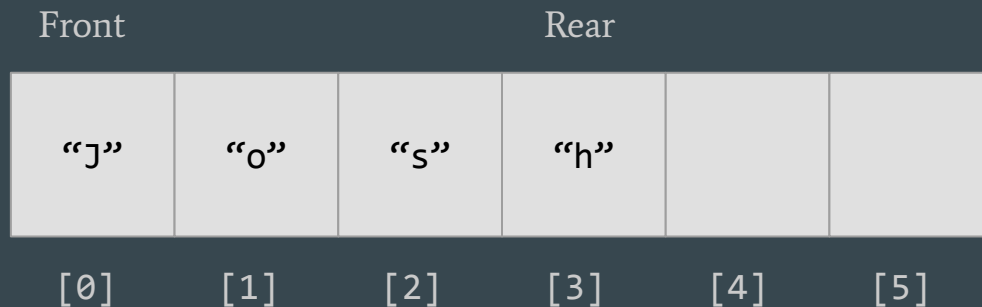 Front Rear
“J” “o” “s” “h”
[0] [1] [2] [3] [4] [5]